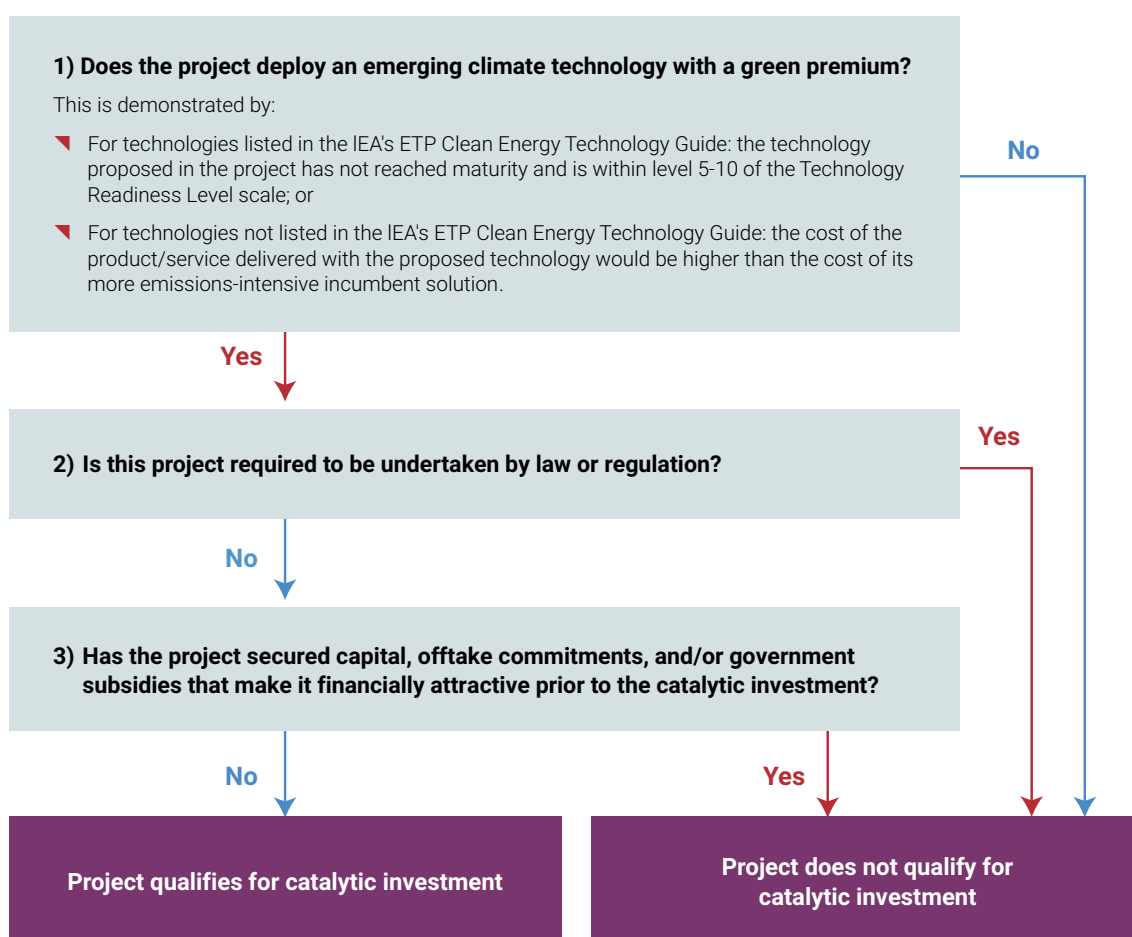 1) Does the project deploy an emerging climate technology with a green premium?
This is demonstrated by:
For technologies listed in the IEA's ETP Clean Energy Technology Guide: the technology
proposed in the project has not reached maturity and is within level 5-10 of the Technology
Readiness Level scale; or
For technologies not listed in the IEA's ETP Clean Energy Technology Guide: the cost of the
product/service delivered with the proposed technology would be higher than the cost of its
more emissions-intensive incumbent solution.
No
Yes
2) Is this project required to be undertaken by law or regulation?
Yes
No
3) Has the project secured capital, offtake commitments, and/or government
subsidies that make it financially attractive prior to the catalytic investment?
No
Yes
Project qualifies for catalytic investment
Project does not qualify for
catalytic investment